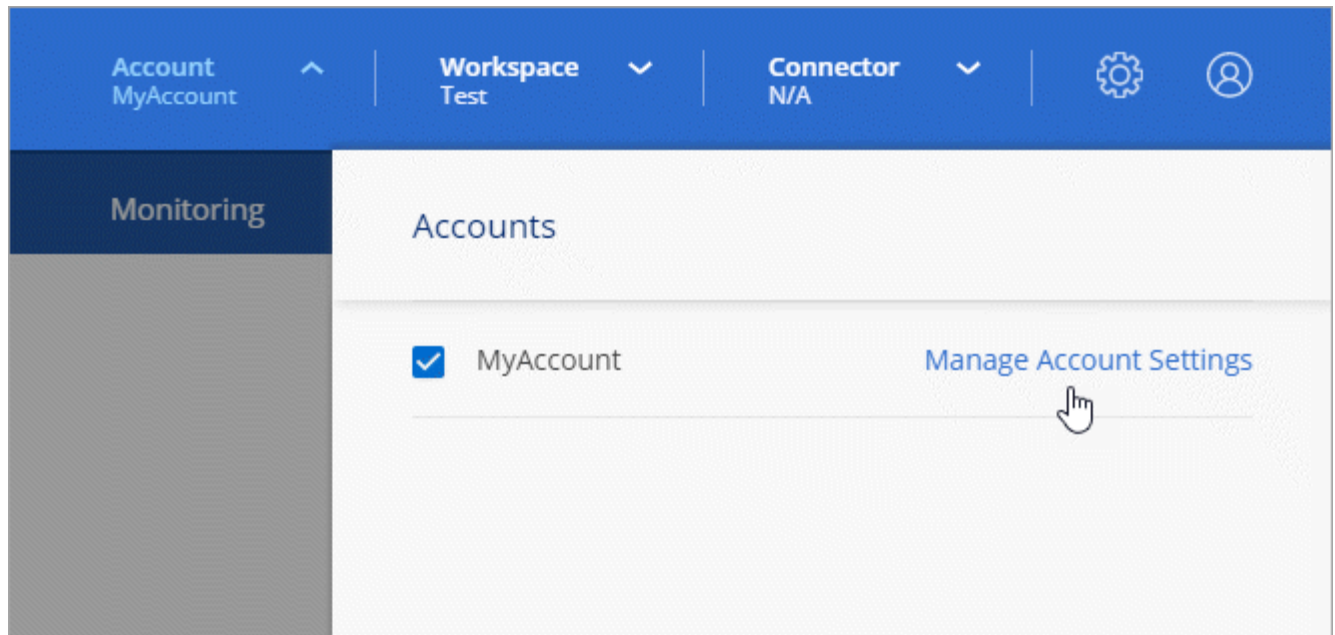 Account
MyAccount
Workspace
Test
Connector
N/A
Monitoring
Accounts
MyAccount
Manage Account Settings